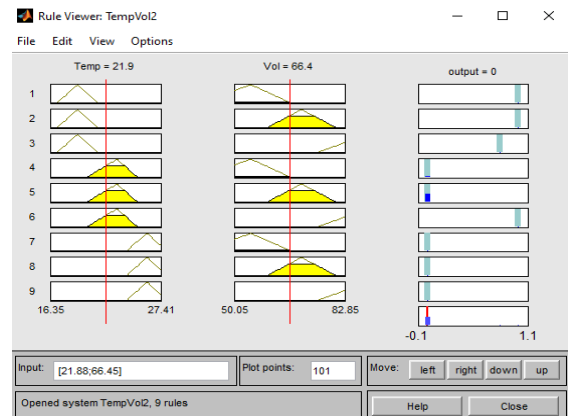 Rule Viewer: TempVol2
File Edit View Options
Temp = 21.9 Vol = 66.4 output = 0
1
2
3
4
5
6
7
8
9
16.35 27.41 50.05 82.85
-0.1 1.1
Input: [21.88;66.45] Plot points: 101 Move: left right down up
Opened system TempVol2, 9 rules Help Close